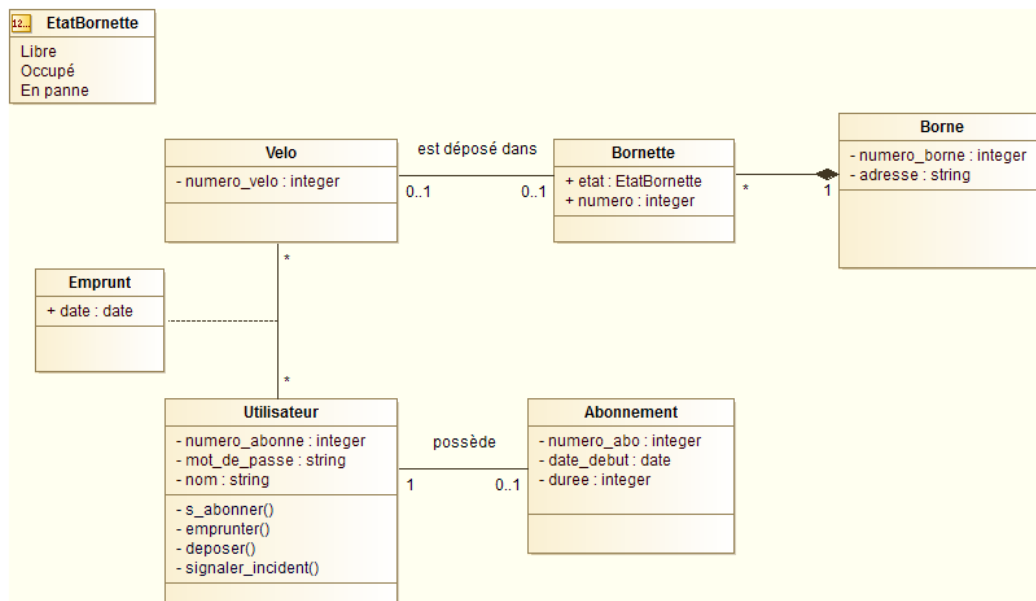 12... EtatBornette
Libre
Occupé
En panne
Velo
- numero_velo : integer
est déposé dans
0..1
0..1
Bornette
+ etat : EtatBornette
+ numero : integer
*
1
Borne
- numero_borne : integer
- adresse : string
*
Emprunt
+ date : date
*
Utilisateur
- numero_abonne : integer
- mot_de_passe : string
- nom : string
- s_abonner()
- emprunter()
- deposer()
- signaler_incident()
possède
1
0..1
Abonnement
- numero_abo : integer
- date_debut : date
- duree : integer